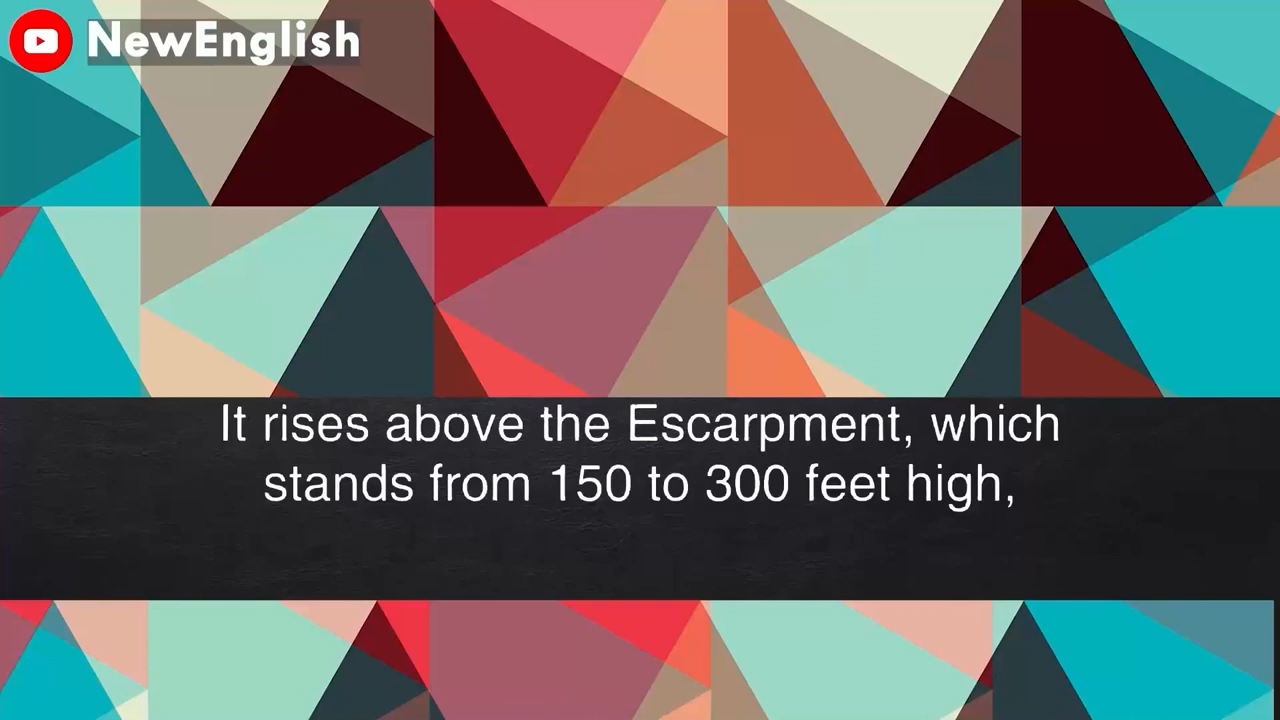 NewEnglish
It rises above the Escarpment, which
stands from 150 to 300 feet high,